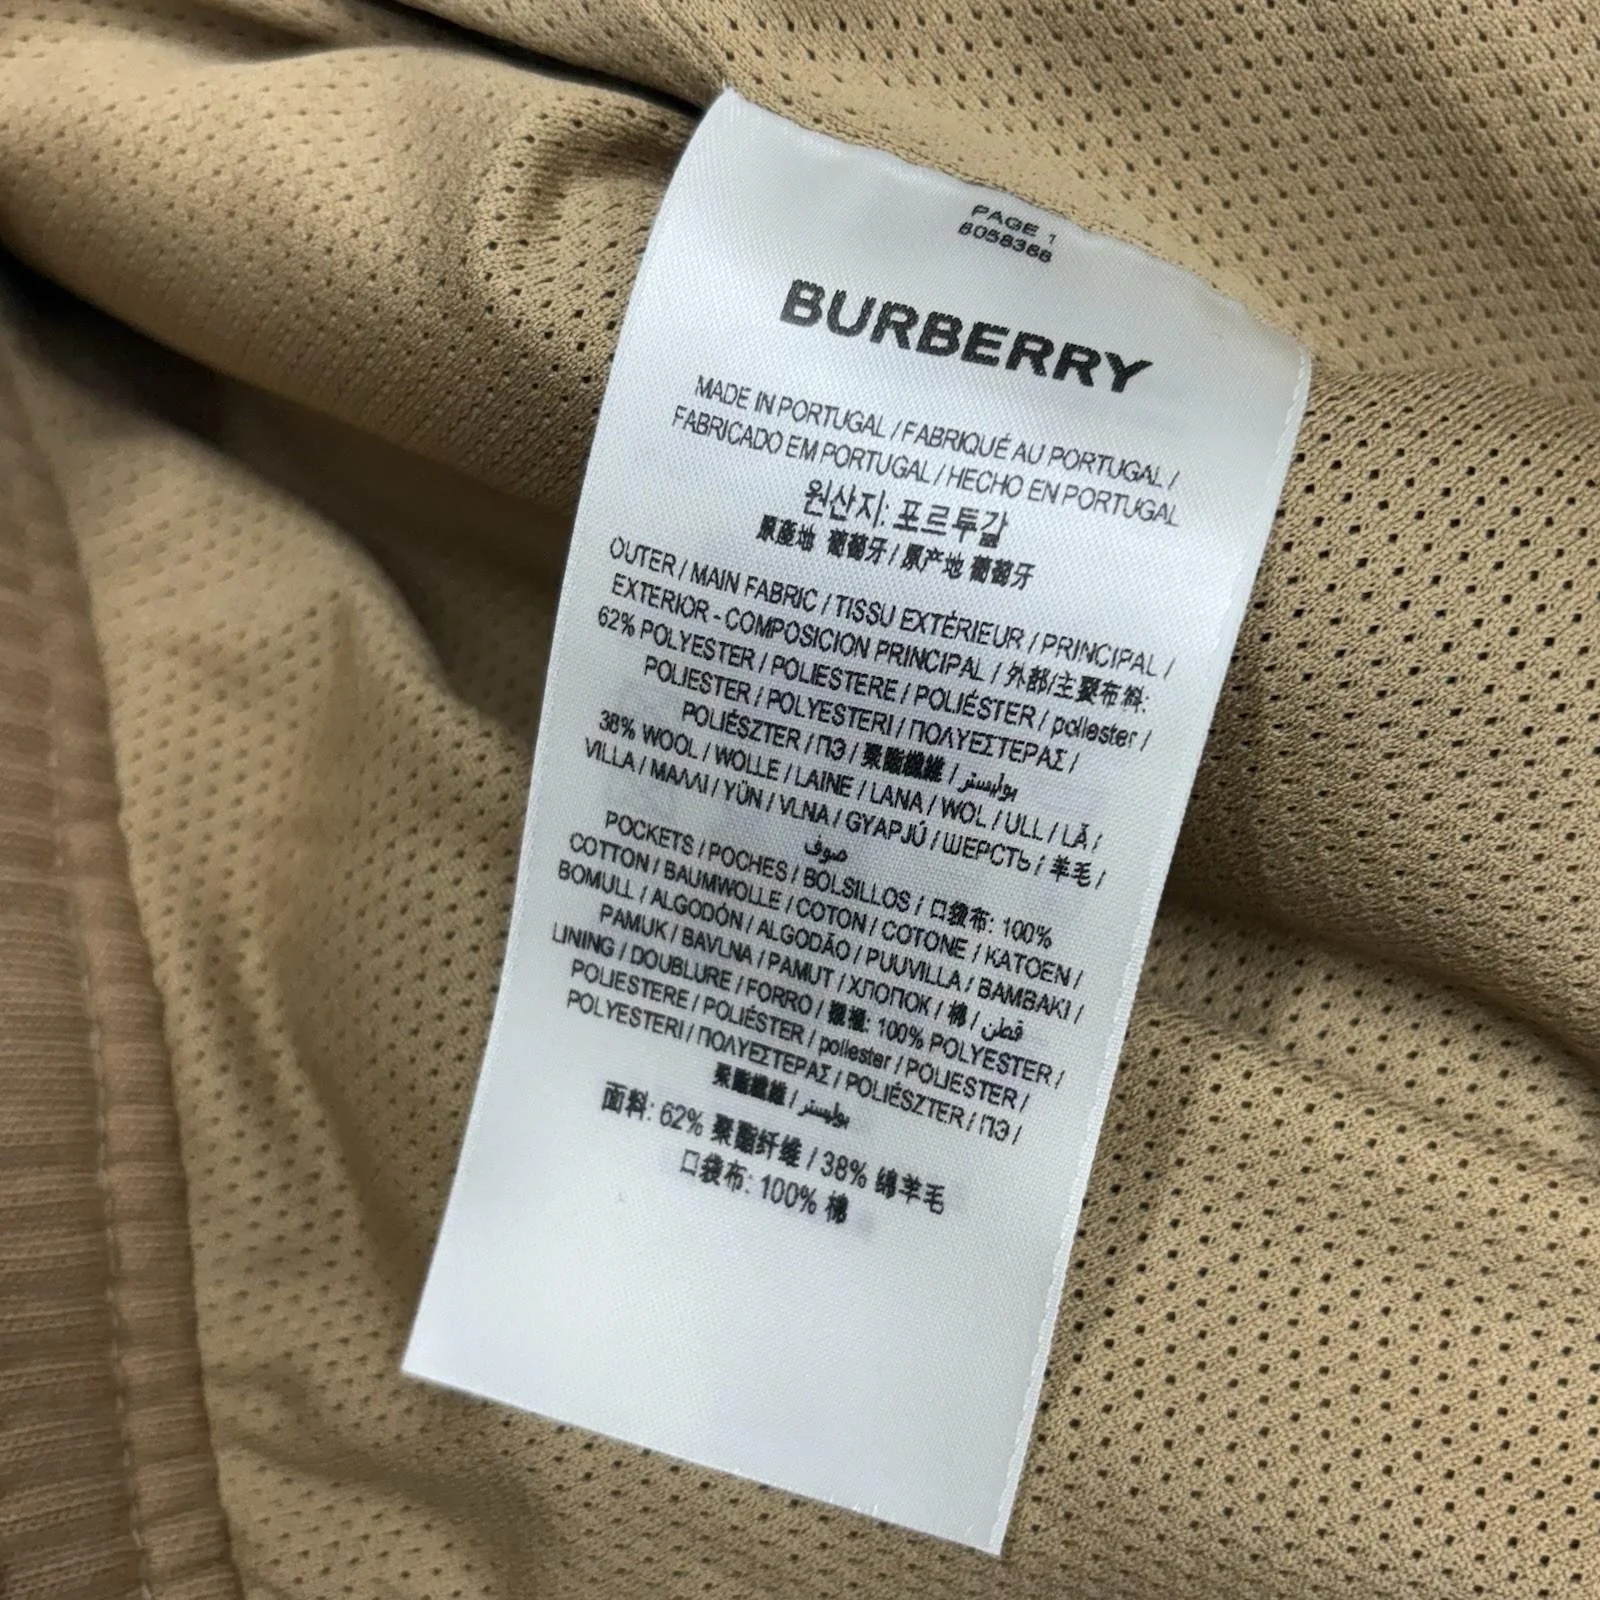 PAGE 1
8058368
BURBERRY
MADE IN PORTUGAL / FABRIQUÉ AU PORTUGAL /
FABRICADO EM PORTUGAL / HECHO EN PORTUGAL
원산지: 포르투갈
原產地 葡萄牙 / 原产地 葡萄牙
OUTER / MAIN FABRIC / TISSU EXTÉRIEUR / PRINCIPAL /
EXTERIOR - COMPOSICION PRINCIPAL / 外部/主要布料:
62% POLYESTER / POLIESTERE / POLIÉSTER / poliester /
POLIESTER / POLYESTERI / ΠΟΛΥΕΣΤΕΡΑΣ /
POLIÉSZTER / ПЭ / 聚酯纖維 / بوليستر
38% WOOL / WOLLE / LAINE / LANA / WOL / ULL / LÃ /
VILLA / ΜΑΛΛΙ / YÜN / VLNA / GYAPJÚ / ШЕРСТЬ / 羊毛 /
صوف
POCKETS / POCHES / BOLSILLOS / 口袋布: 100%
COTTON / BAUMWOLLE / COTON / COTONE / KATOEN /
BOMULL / ALGODÓN / ALGODÃO / PUUVILLA / BAMBAKI /
PAMUK / BAVLNA / PAMUT / ХЛОПОК / 棉 / قطن
LINING / DOUBLURE / FORRO / 襯裡: 100% POLYESTER /
POLIESTERE / POLIÉSTER / poliester / POLIESTER /
POLYESTERI / ΠΟΛΥΕΣΤΕΡΑΣ / POLIÉSZTER / ПЭ /
聚酯纖維 / بوليستر
面料: 62% 聚酯纤维 / 38% 绵羊毛
口袋布: 100% 棉